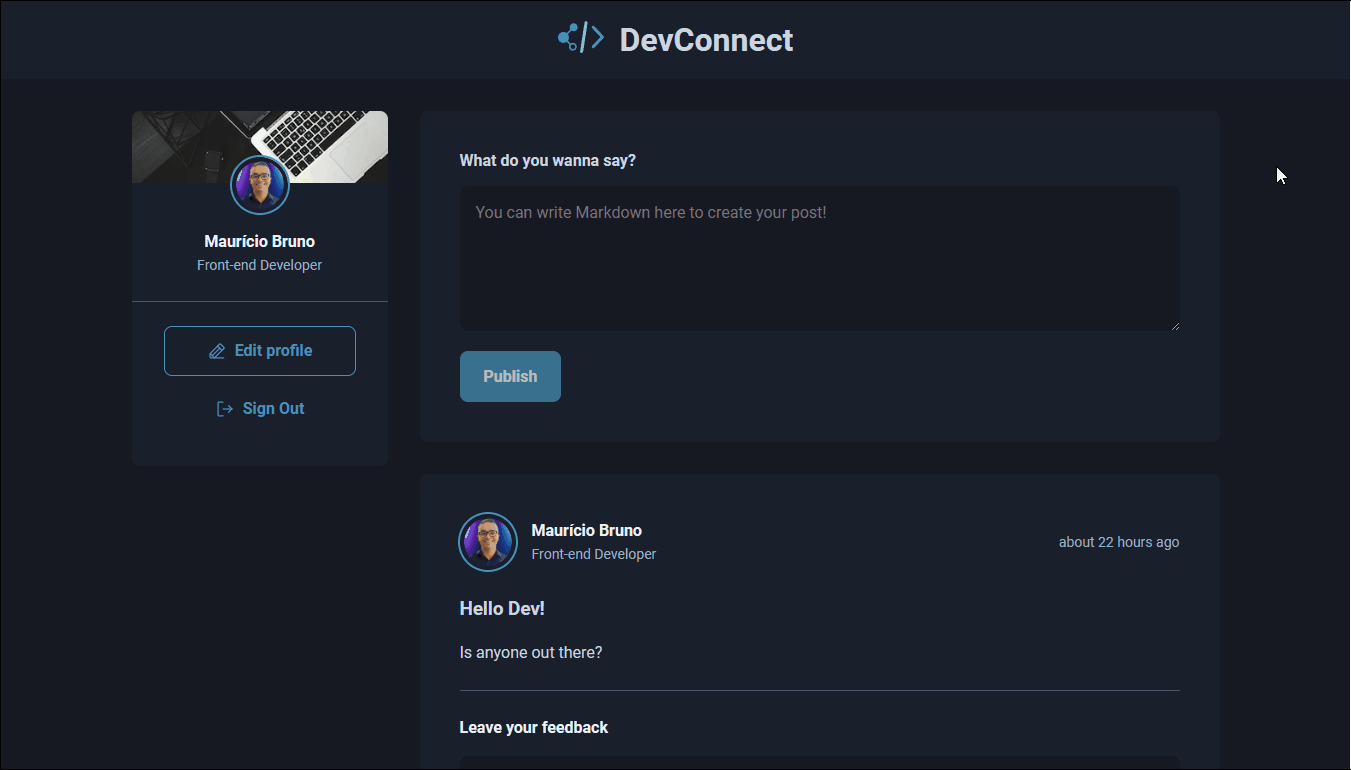 DevConnect
Maurício Bruno
Front-end Developer
Edit profile
Sign Out
What do you wanna say?
You can write Markdown here to create your post!
Publish
Maurício Bruno
Front-end Developer
about 22 hours ago
Hello Dev!
Is anyone out there?
Leave your feedback